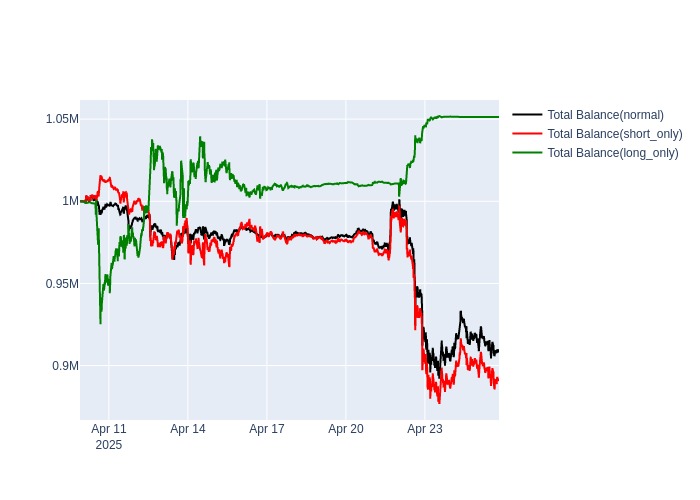 1.05M
1M
0.95M
0.9M
Apr 11
2025
Apr 14
Apr 17
Apr 20
Apr 23
Total Balance(normal)
Total Balance(short_only)
Total Balance(long_only)